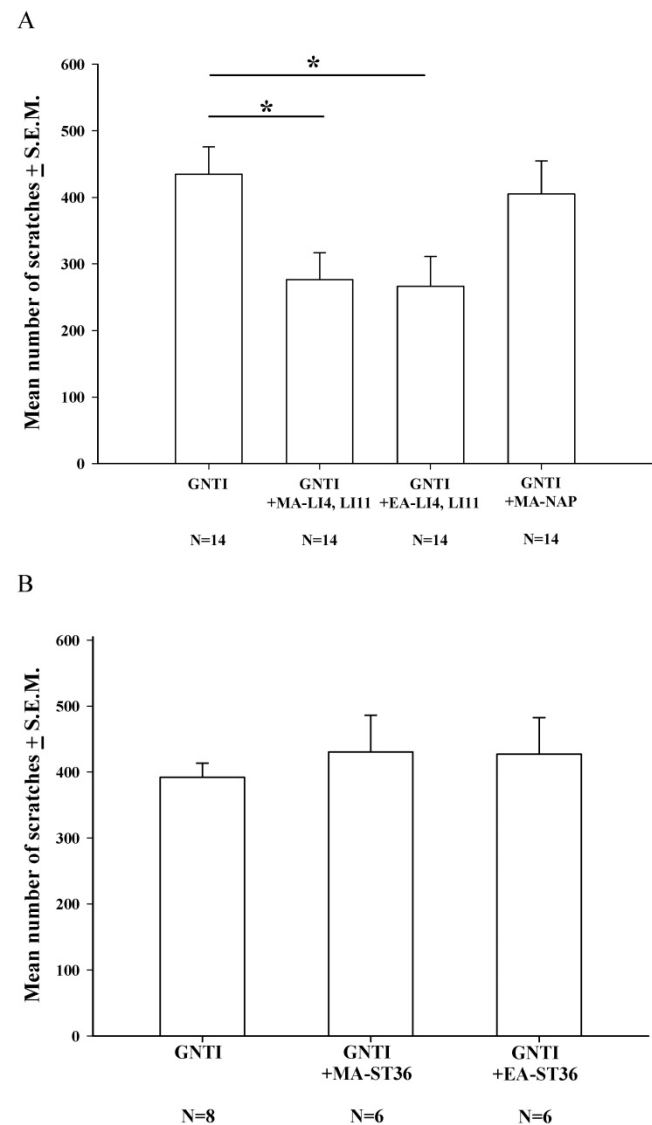 A
600
500
400
300
200
100
0
Mean number of scratches ± S.E.M.
*
*
GNTI
+MA-LI4, LI11
GNTI
+EA-LI4, LI11
GNTI
+MA-NAP
GNTI
N=14
N=14
N=14
N=14
B
600
500
400
300
200
100
0
Mean number of scratches ± S.E.M.
GNTI
GNTI
+MA-ST36
GNTI
+EA-ST36
N=8
N=6
N=6